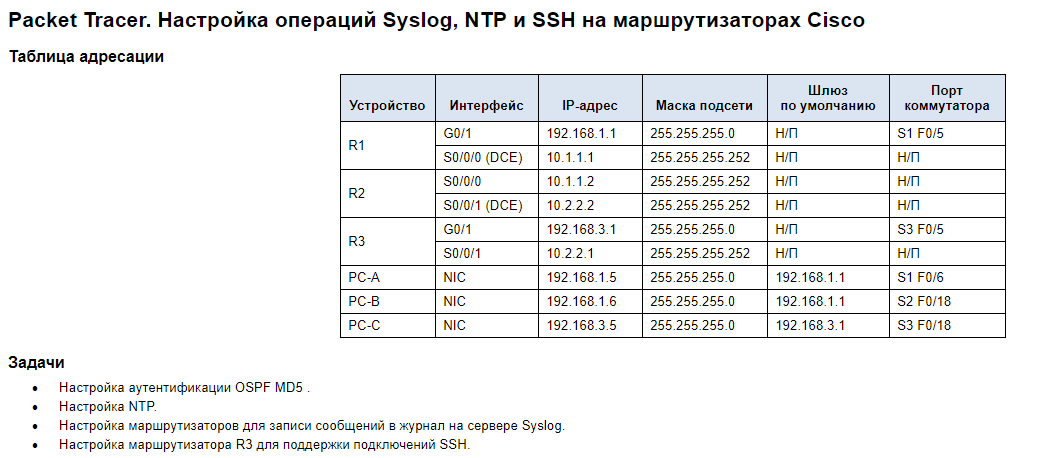 Packet Tracer. Настройка операций Syslog, NTP и SSH на маршрутизаторах Cisco
Таблица адресации
Устройство Интерфейс IP-адрес Маска подсети Шлюз по умолчанию Порт коммутатора
R1 G0/1 192.168.1.1 255.255.255.0 Н/П S1 F0/5
S0/0/0 (DCE) 10.1.1.1 255.255.255.252 Н/П Н/П
R2 S0/0/0 10.1.1.2 255.255.255.252 Н/П Н/П
S0/0/1 (DCE) 10.2.2.2 255.255.255.252 Н/П Н/П
R3 G0/1 192.168.3.1 255.255.255.0 Н/П S3 F0/5
S0/0/1 10.2.2.1 255.255.255.252 Н/П Н/П
PC-A NIC 192.168.1.5 255.255.255.0 192.168.1.1 S1 F0/6
PC-B NIC 192.168.1.6 255.255.255.0 192.168.1.1 S2 F0/18
PC-C NIC 192.168.3.5 255.255.255.0 192.168.3.1 S3 F0/18
Задачи
• Настройка аутентификации OSPF MD5 .
• Настройка NTP.
• Настройка маршрутизаторов для записи сообщений в журнал на сервере Syslog.
• Настройка маршрутизатора R3 для поддержки подключений SSH.